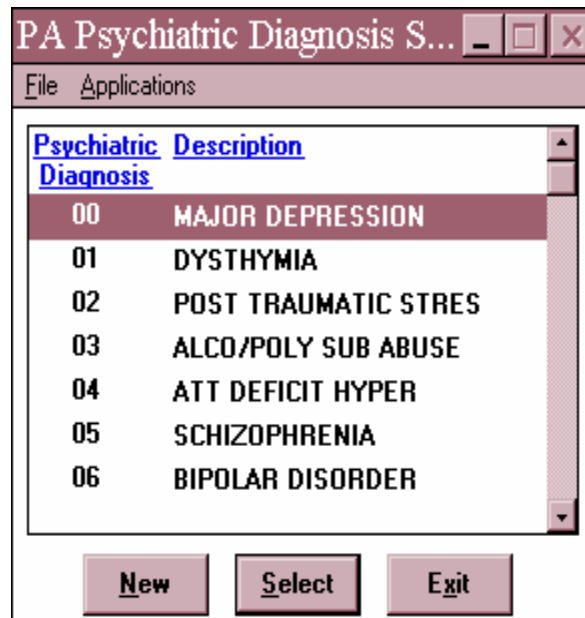 PA Psychiatric Diagnosis S...
File Applications
Psychiatric Description
Diagnosis
00 MAJOR DEPRESSION
01 DYSTHYMIA
02 POST TRAUMATIC STRES
03 ALCO/POLY SUB ABUSE
04 ATT DEFICIT HYPER
05 SCHIZOPHRENIA
06 BIPOLAR DISORDER
New Select Exit